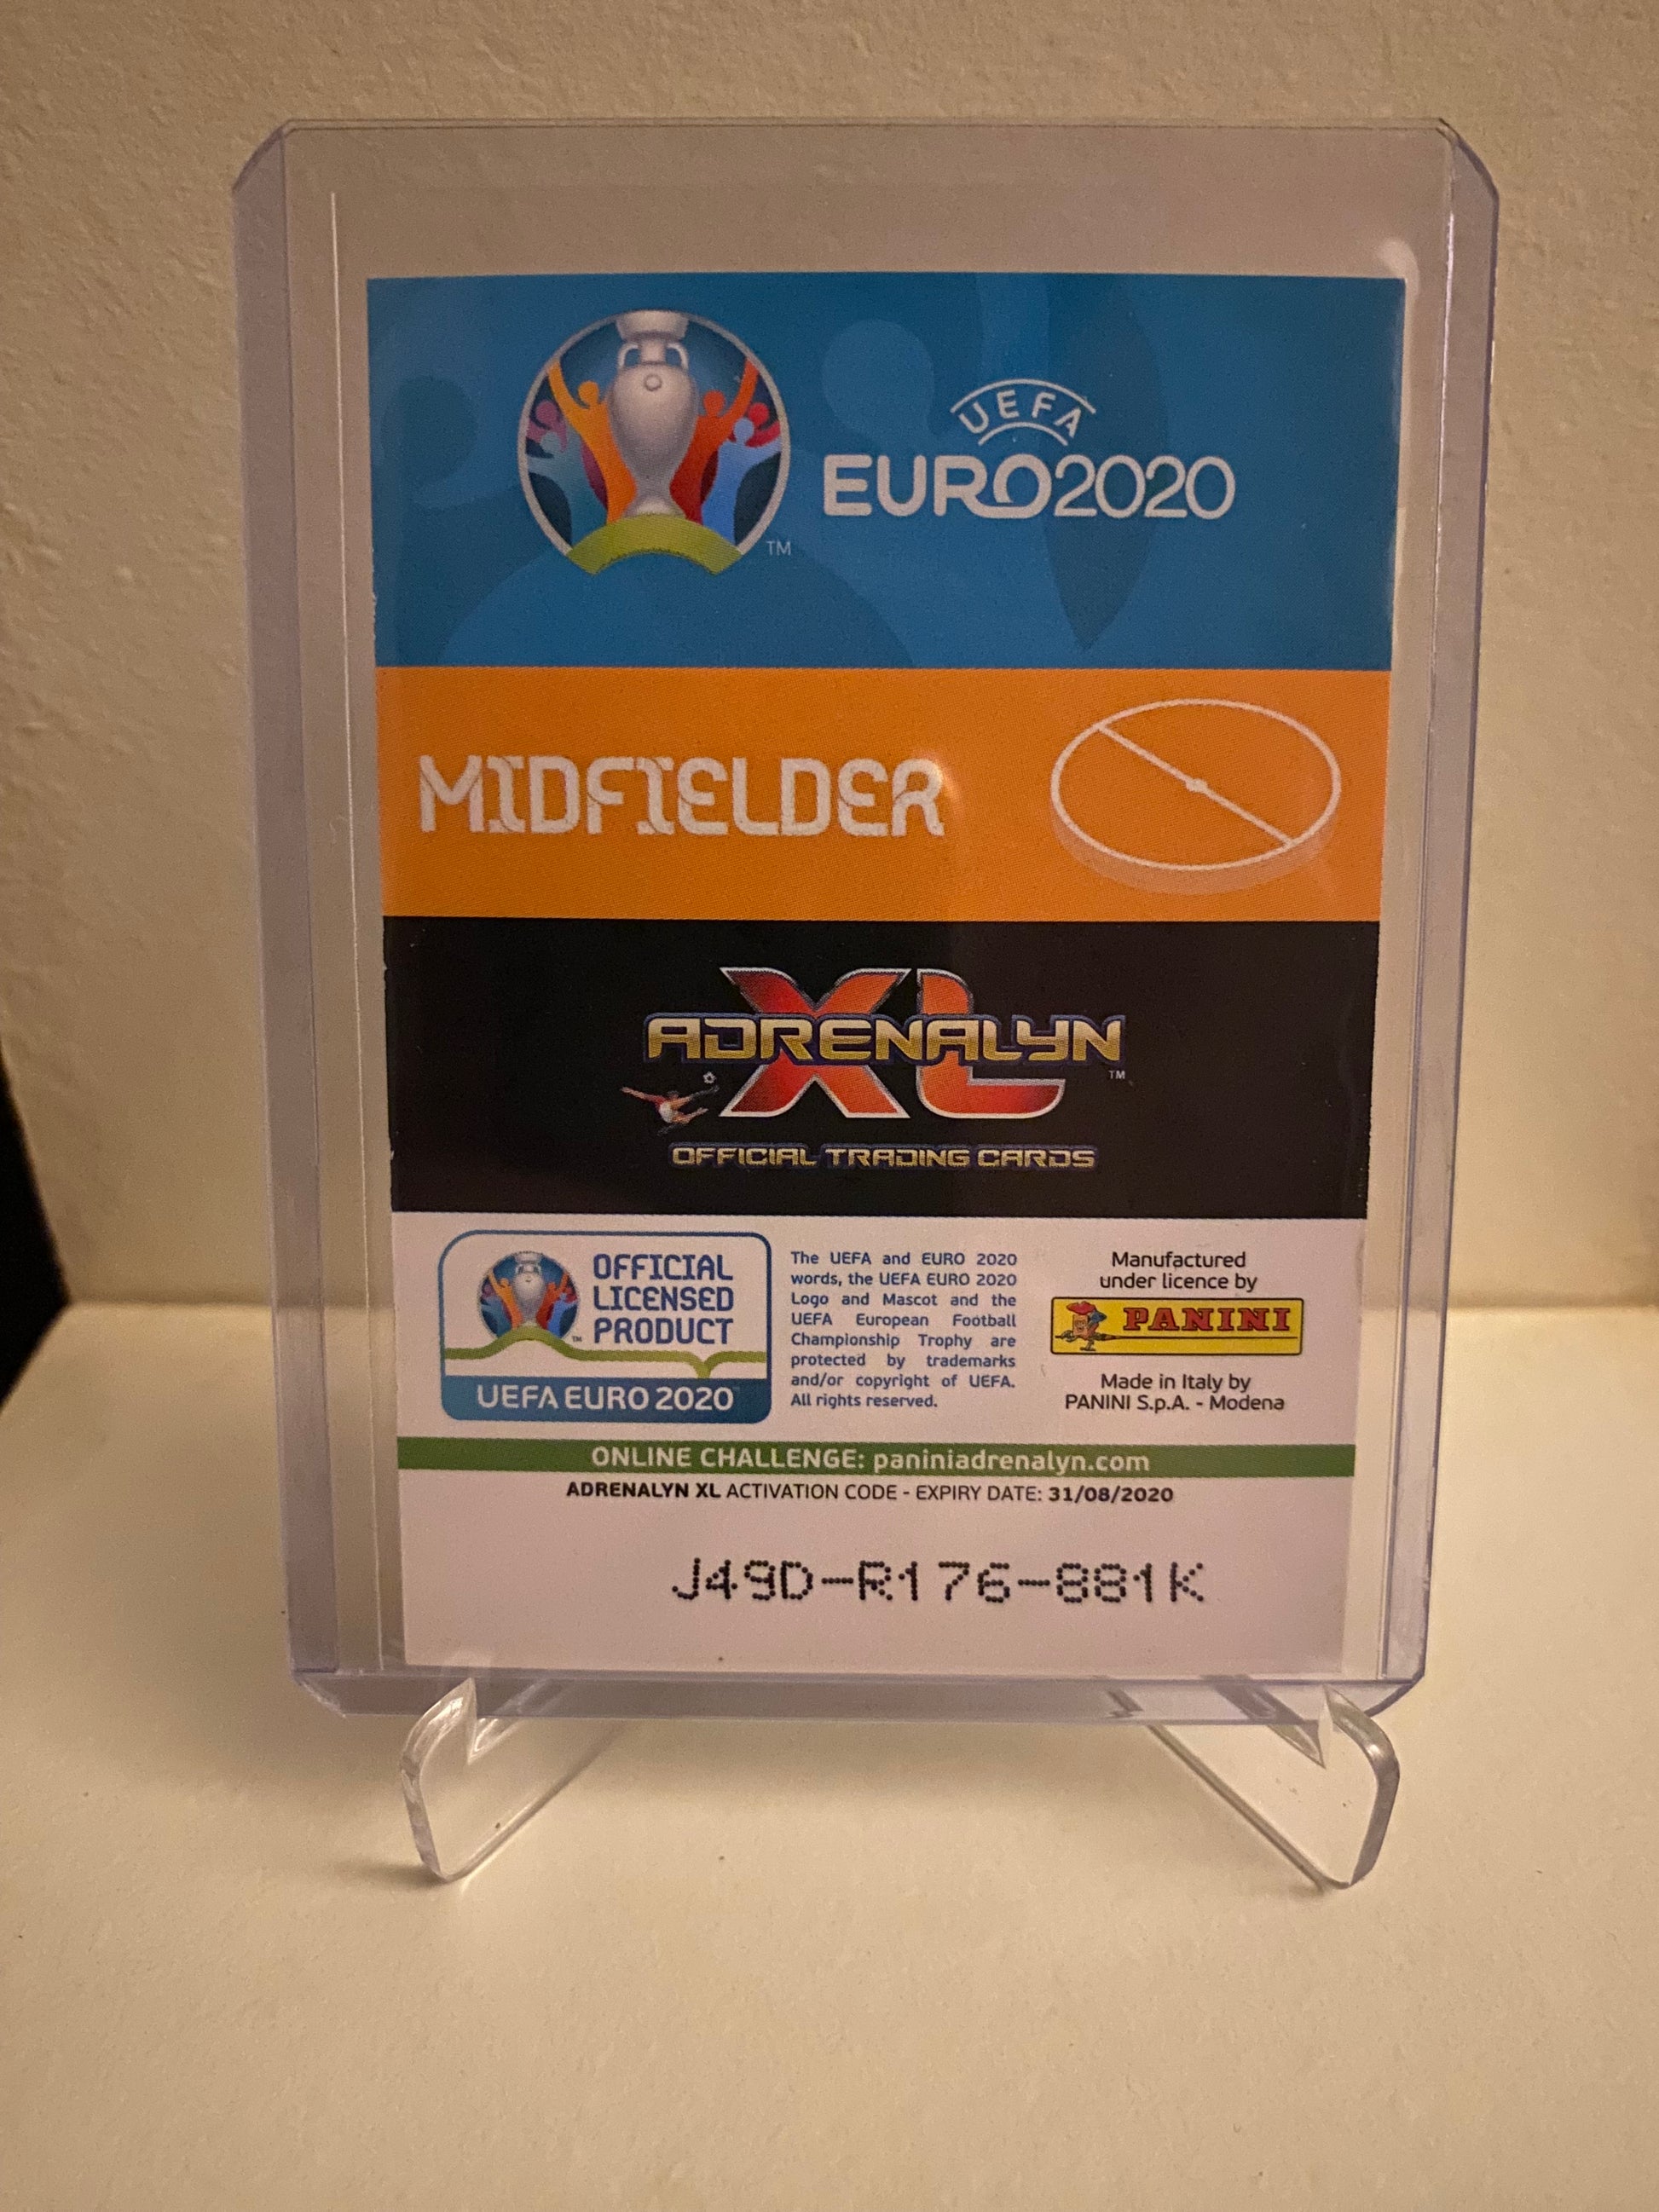 UEFA
EURO2020
TM
MIDFIELDER
ADRENALYN
XL
TM
OFFICIAL TRADING CARDS
OFFICIAL
LICENSED
PRODUCT
TM
UEFA EURO 2020
The UEFA and EURO 2020
words, the UEFA EURO 2020
Logo and Mascot and the
UEFA European Football
Championship Trophy are
protected by trademarks
and/or copyright of UEFA.
All rights reserved.
Manufactured
under licence by
PANINI
Made in Italy by
PANINI S.p.A. - Modena
ONLINE CHALLENGE: paniniadrenalyn.com
ADRENALYN XL ACTIVATION CODE - EXPIRY DATE: 31/08/2020
J49D-R176-881K